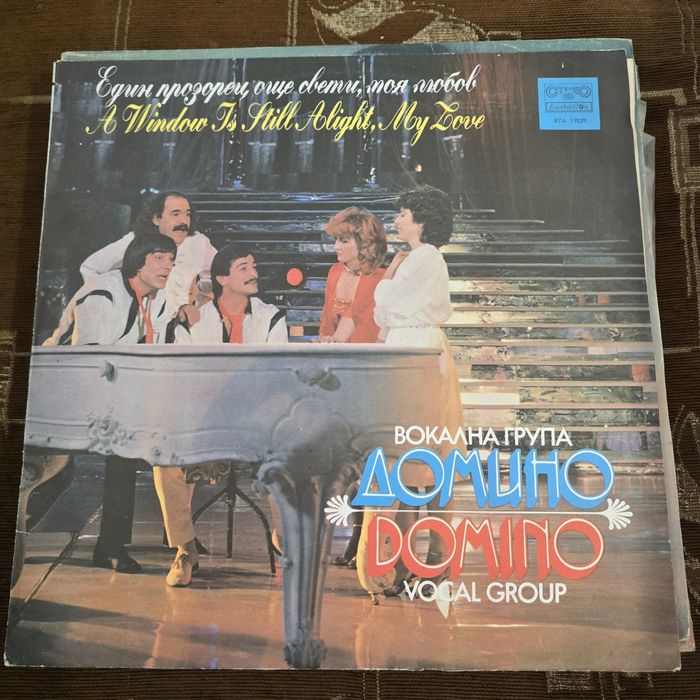 Един прозорец още свети, моя любов
A Window Is Still Alight, My Love
СТЕРЕО
Балкантон
ВТА 11525
ВОКАЛНА ГРУПА
ДОМИНО
DOMINO
VOCAL GROUP